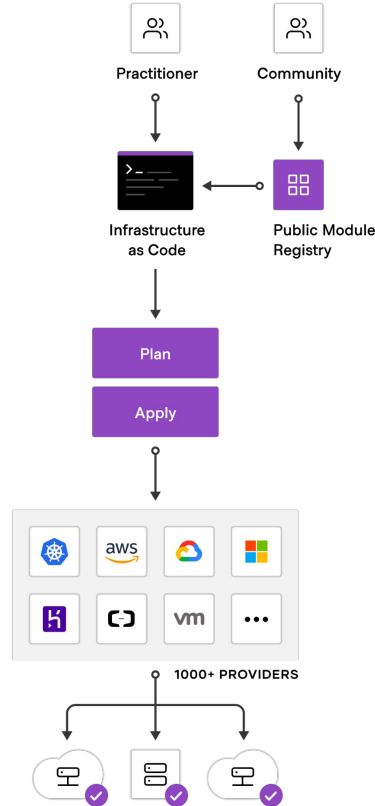 Practitioner
Community
>_
Infrastructure
as Code
Public Module
Registry
Plan
Apply
aws
vm
1000+ PROVIDERS